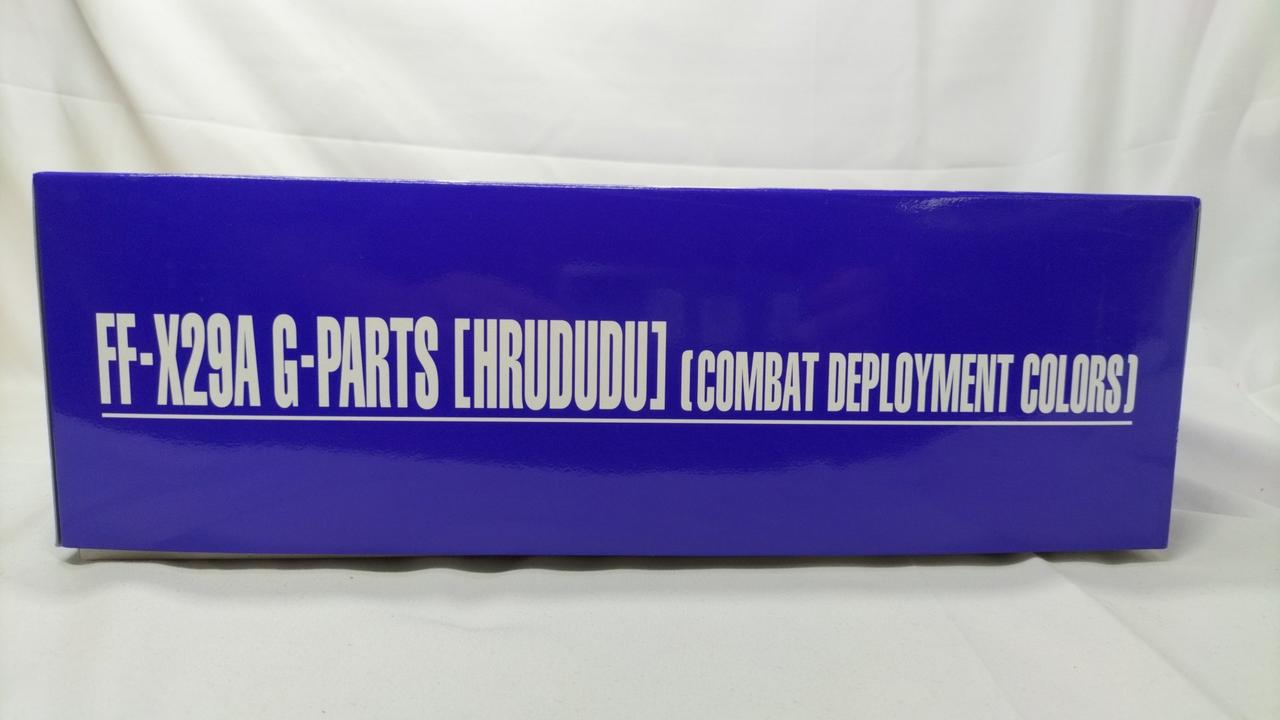 FF-X29A G-PARTS [HRUDUDU] (COMBAT DEPLOYMENT COLORS)